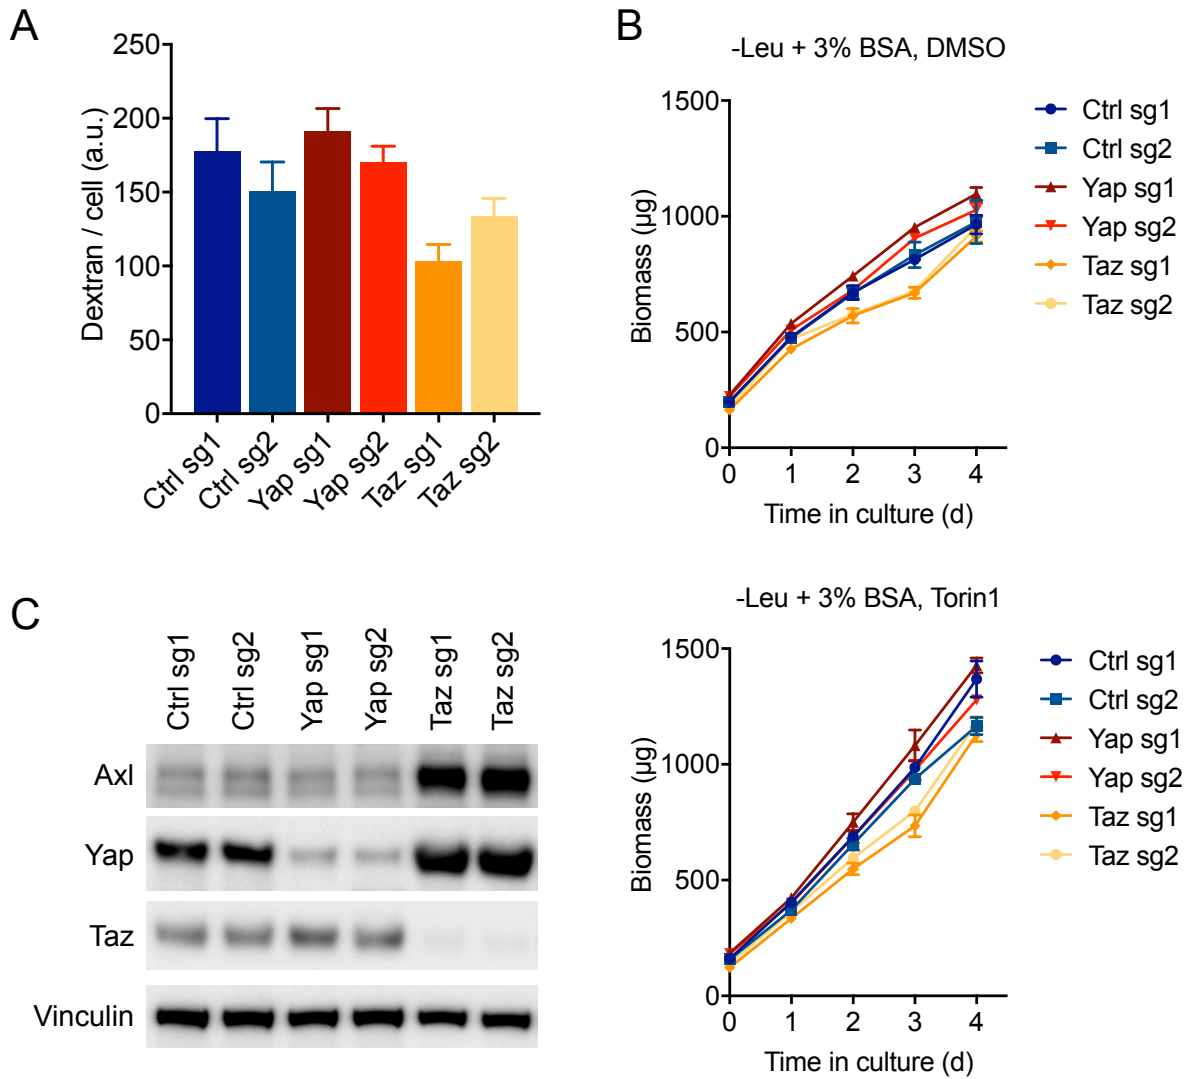 A
Dextran / cell (a.u.)
250
200
150
100
50
0
Ctrl sg1
Ctrl sg2
Yap sg1
Yap sg2
Taz sg1
Taz sg2
B
-Leu + 3% BSA, DMSO
Biomass (µg)
1500
1000
500
0
0 1 2 3 4
Time in culture (d)
Ctrl sg1
Ctrl sg2
Yap sg1
Yap sg2
Taz sg1
Taz sg2
-Leu + 3% BSA, Torin1
Biomass (µg)
1500
1000
500
0
0 1 2 3 4
Time in culture (d)
Ctrl sg1
Ctrl sg2
Yap sg1
Yap sg2
Taz sg1
Taz sg2
C
Ctrl sg1
Ctrl sg2
Yap sg1
Yap sg2
Taz sg1
Taz sg2
Axl
Yap
Taz
Vinculin